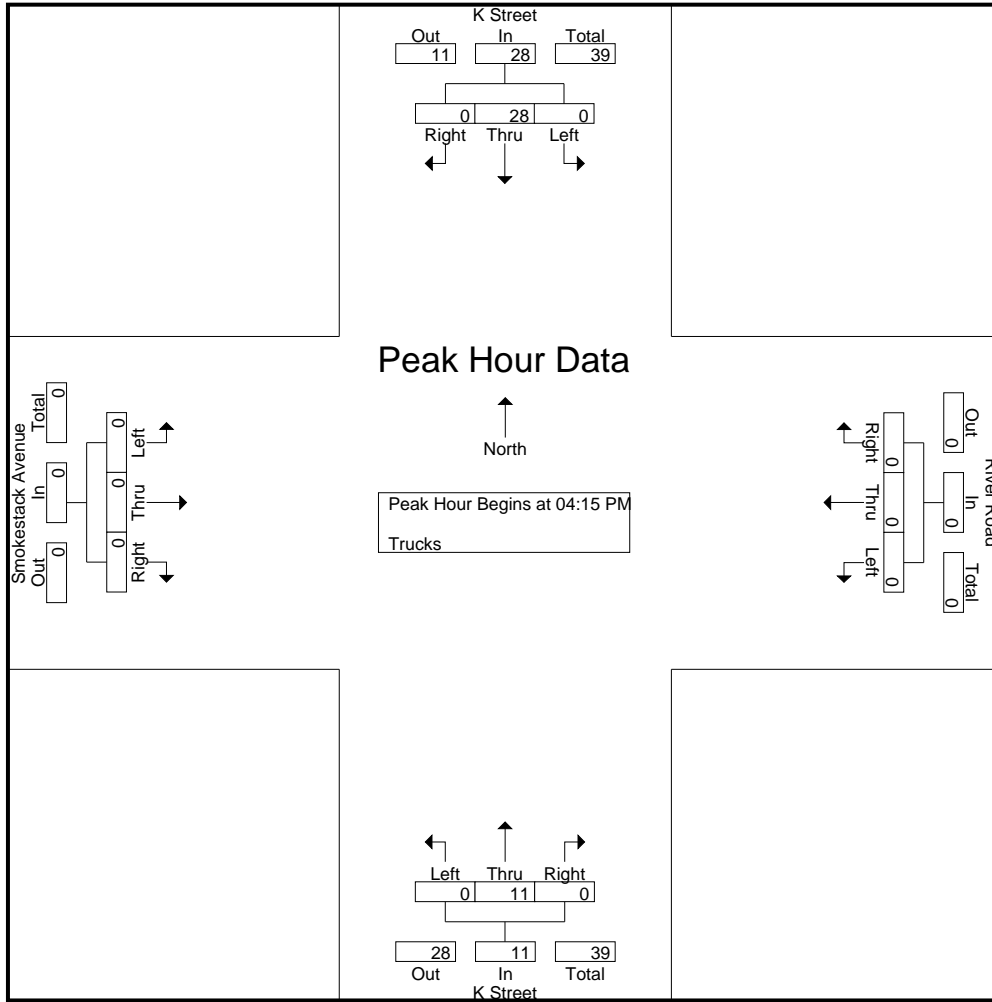 K Street
Out In Total
11 28 39
0 28 0
Right Thru Left
Peak Hour Data
North
Peak Hour Begins at 04:15 PM
Trucks
Smokestack Avenue
Out In Total
0 0 0
0 0 0
Right Thru Left
River Road
Out In Total
0 0 0
0 0 0
Right Thru Left
Left Thru Right
0 11 0
28 11 39
Out In Total
K Street